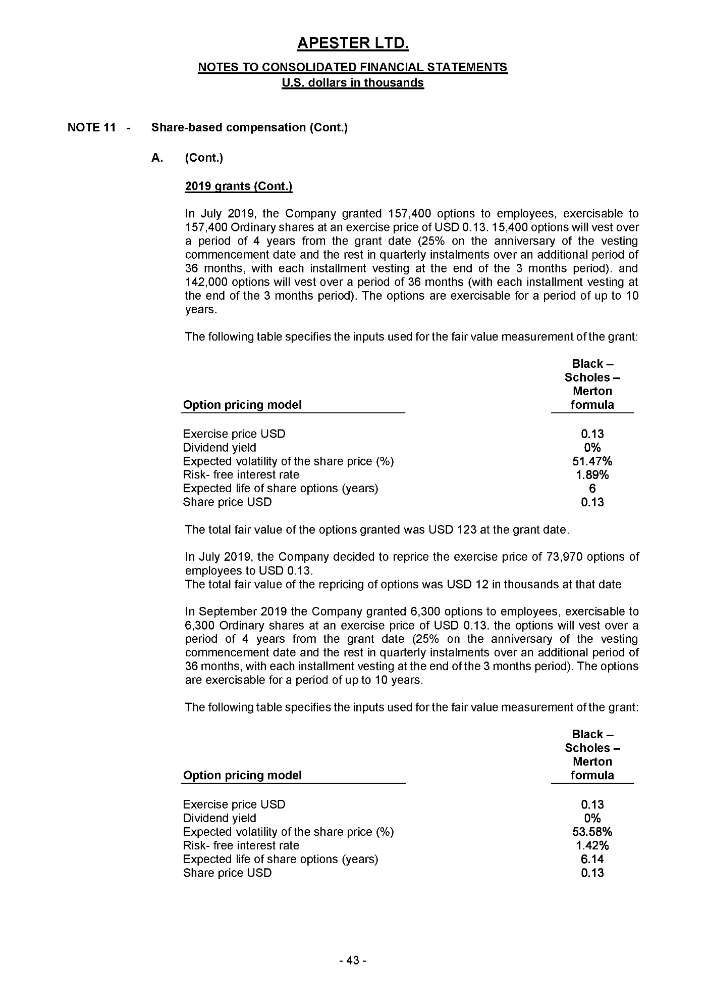 APESTER LTD.
NOTES TO CONSOLIDATED FINANCIAL STATEMENTS
U.S. dollars in thousands
NOTE 11 - Share-based compensation (Cont.)
A. (Cont.)
2019 grants (Cont.)
In July 2019, the Company granted 157,400 options to employees, exercisable to
157,400 Ordinary shares at an exercise price of USD 0.13. 15,400 options will vest over
a period of 4 years from the grant date (25% on the anniversary of the vesting
commencement date and the rest in quarterly instalments over an additional period of
36 months, with each installment vesting at the end of the 3 months period). and
142,000 options will vest over a period of 36 months (with each installment vesting at
the end of the 3 months period). The options are exercisable for a period of up to 10
years.
The following table specifies the inputs used for the fair value measurement of the grant:
Black –
Scholes –
Merton
Option pricing model formula
Exercise price USD 0.13
Dividend yield 0%
Expected volatility of the share price (%) 51.47%
Risk- free interest rate 1.89%
Expected life of share options (years) 6
Share price USD 0.13
The total fair value of the options granted was USD 123 at the grant date.
In July 2019, the Company decided to reprice the exercise price of 73,970 options of
employees to USD 0.13.
The total fair value of the repricing of options was USD 12 in thousands at that date
In September 2019 the Company granted 6,300 options to employees, exercisable to
6,300 Ordinary shares at an exercise price of USD 0.13. the options will vest over a
period of 4 years from the grant date (25% on the anniversary of the vesting
commencement date and the rest in quarterly instalments over an additional period of
36 months, with each installment vesting at the end of the 3 months period). The options
are exercisable for a period of up to 10 years.
The following table specifies the inputs used for the fair value measurement of the grant:
Black –
Scholes –
Merton
Option pricing model formula
Exercise price USD 0.13
Dividend yield 0%
Expected volatility of the share price (%) 53.58%
Risk- free interest rate 1.42%
Expected life of share options (years) 6.14
Share price USD 0.13
- 43 -